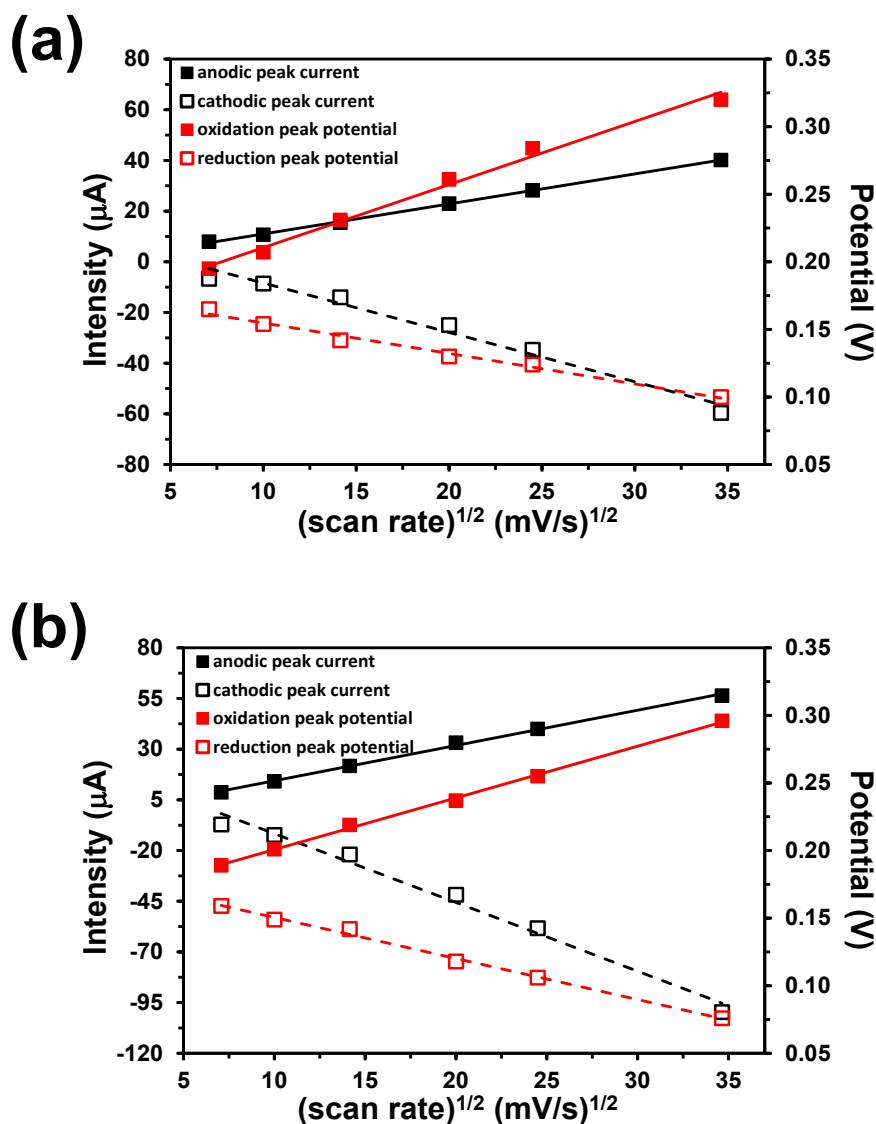 (a)
80
60
40
20
0
-20
-40
-60
-80
Intensity (µA)
anodic peak current
cathodic peak current
oxidation peak potential
reduction peak potential
0.35
0.30
0.25
0.20
0.15
0.10
0.05
Potential (V)
5 10 15 20 25 30 35
(scan rate)1/2 (mV/s)1/2
(b)
80
55
30
5
-20
-45
-70
-95
-120
Intensity (µA)
anodic peak current
cathodic peak current
oxidation peak potential
reduction peak potential
0.35
0.30
0.25
0.20
0.15
0.10
0.05
Potential (V)
5 10 15 20 25 30 35
(scan rate)1/2 (mV/s)1/2